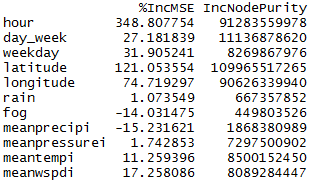 %IncMSE IncNodePurity
hour 348.807754 91283559978
day_week 27.181839 11136878620
weekday 31.905241 8269867976
latitude 121.053554 109965517265
longitude 74.719297 90626339940
rain 1.073549 667357852
fog -14.031475 449803526
meanprecipi -15.231621 1868380989
meanpressurei 1.742853 7297500902
meantempi 11.259396 8500152450
meanwspdi 17.258086 8089284447